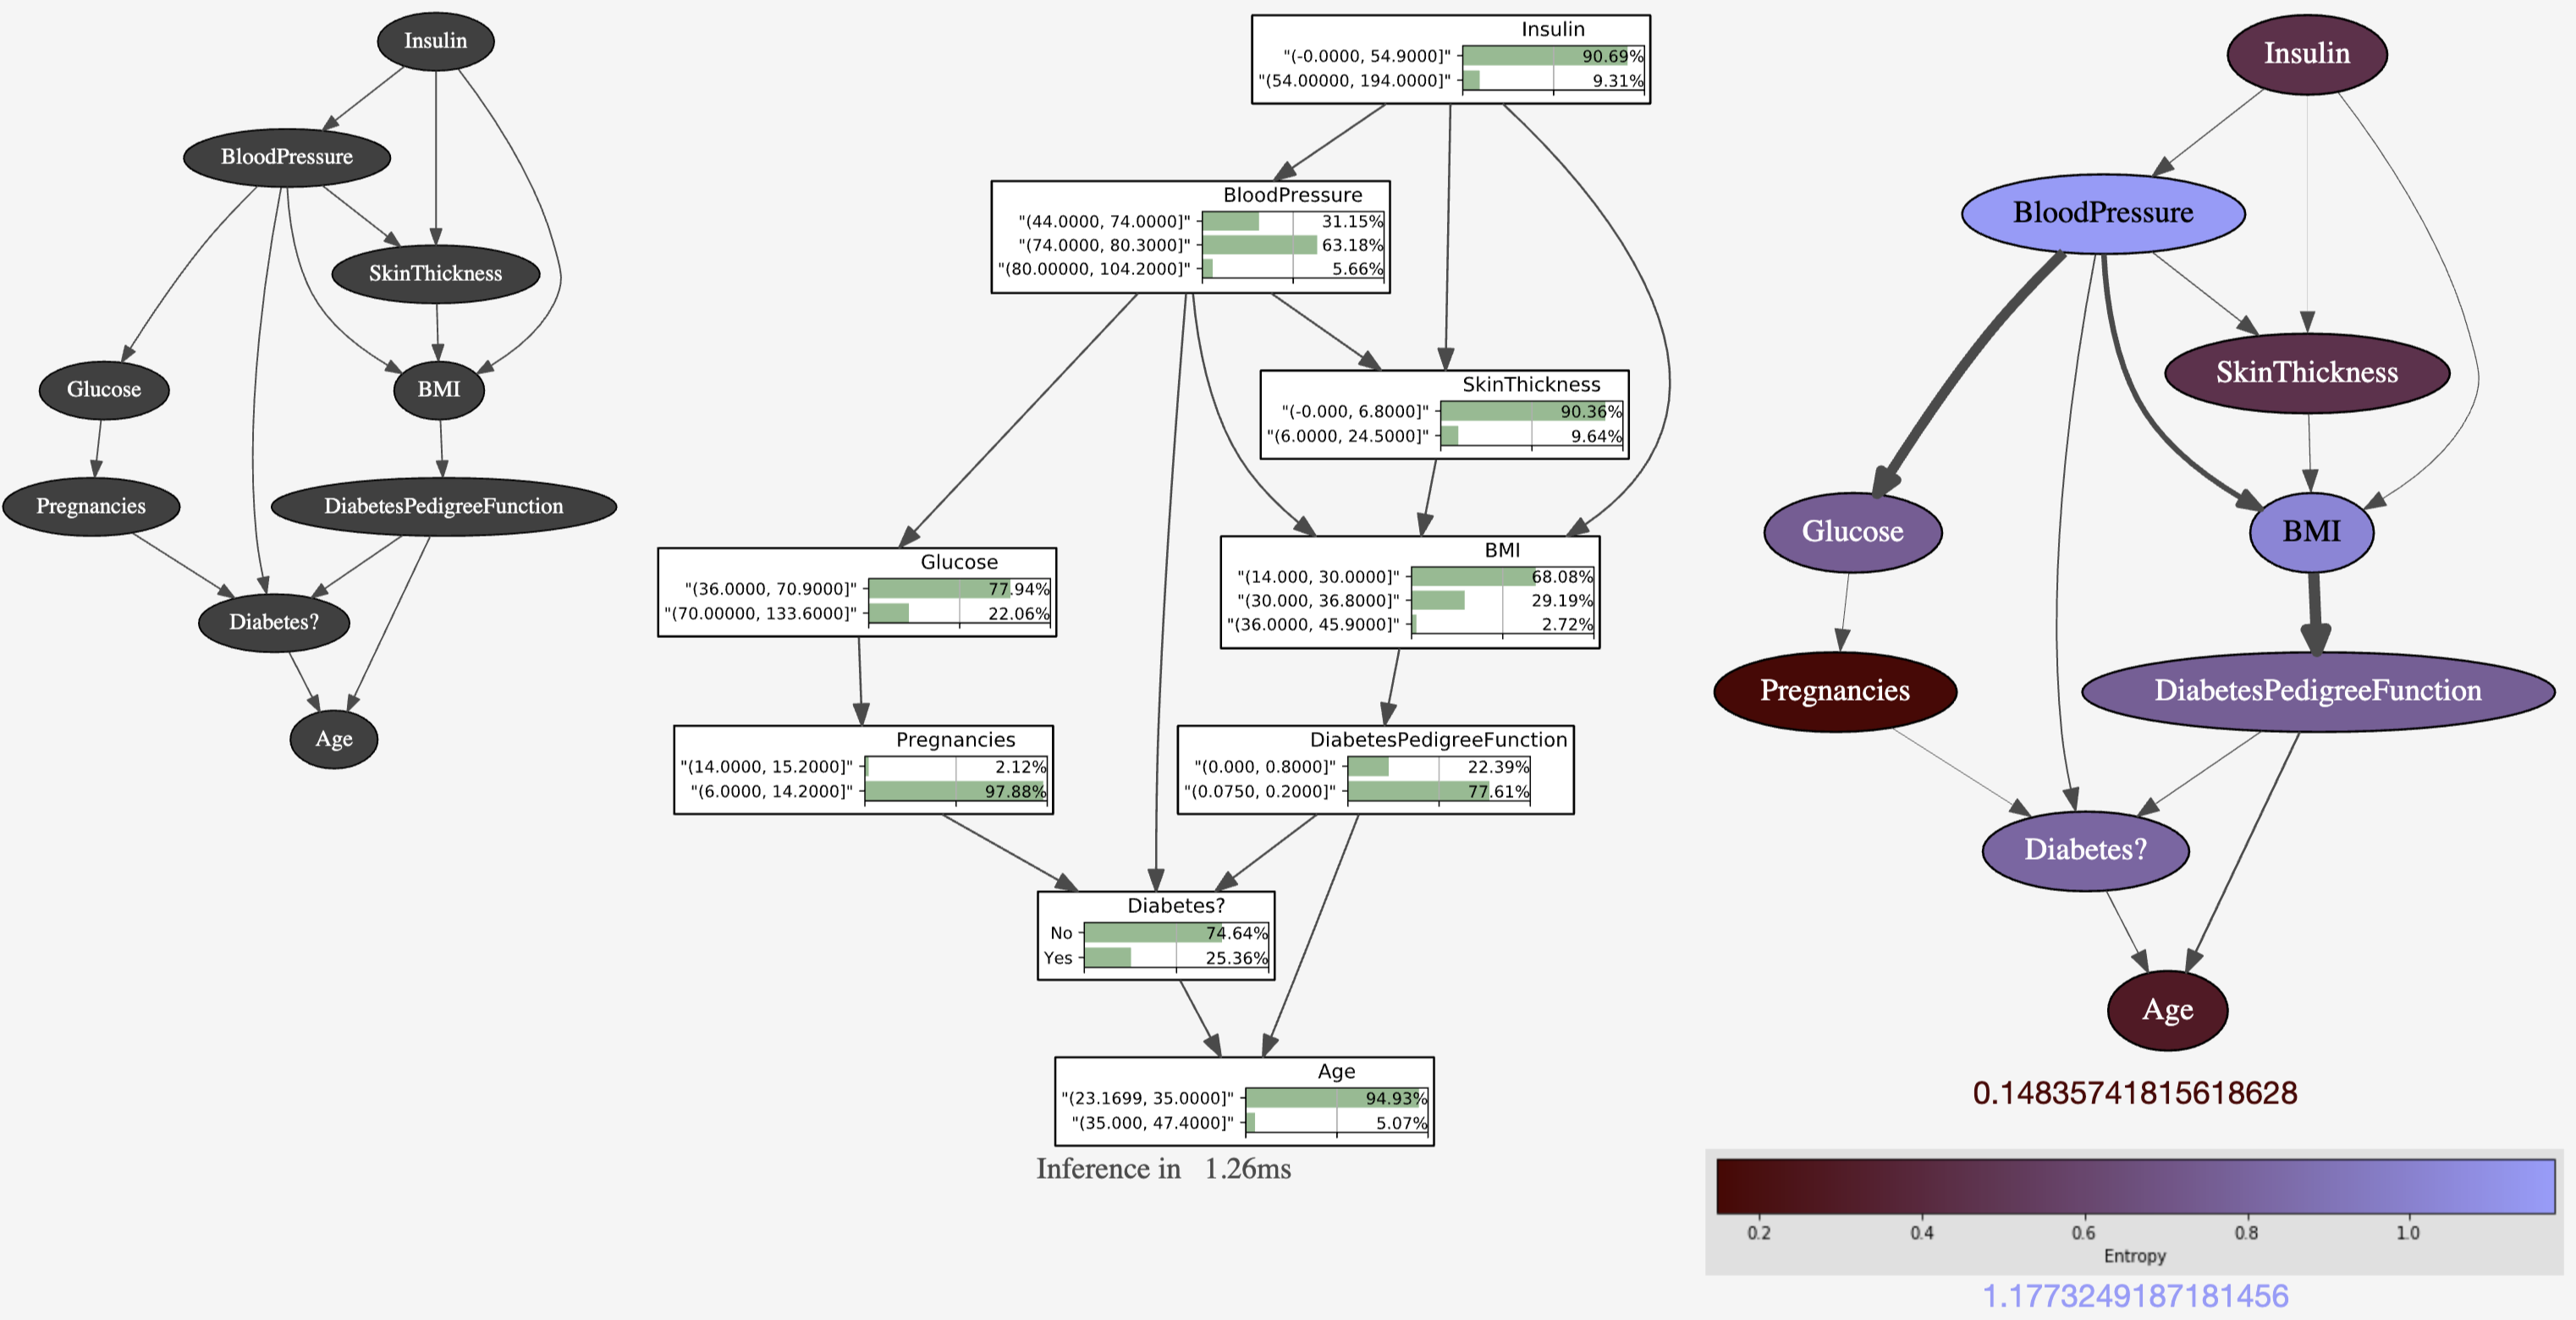 Insulin
BloodPressure
SkinThickness
Glucose
BMI
Pregnancies
DiabetesPedigreeFunction
Diabetes?
Age
Insulin
"(-0.0000, 54.9000]" 90.69%
"(54.00000, 194.0000]" 9.31%
BloodPressure
"(44.0000, 74.0000]" 31.15%
"(74.0000, 80.3000]" 63.18%
"(80.00000, 104.2000]" 5.66%
SkinThickness
"(-0.000, 6.8000]" 90.36%
"(6.0000, 24.5000]" 9.64%
Glucose
"(36.0000, 70.9000]" 77.94%
"(70.00000, 133.6000]" 22.06%
BMI
"(14.000, 30.0000]" 68.08%
"(30.000, 36.8000]" 29.19%
"(36.0000, 45.9000]" 2.72%
Pregnancies
"(14.0000, 15.2000]" 2.12%
"(6.0000, 14.2000]" 97.88%
DiabetesPedigreeFunction
"(0.000, 0.8000]" 22.39%
"(0.0750, 0.2000]" 77.61%
Diabetes?
No 74.64%
Yes 25.36%
Age
"(23.1699, 35.0000]" 94.93%
"(35.000, 47.4000]" 5.07%
Inference in 1.26ms
Insulin
BloodPressure
SkinThickness
Glucose
BMI
Pregnancies
DiabetesPedigreeFunction
Diabetes?
Age
0.14835741815618628
0.2 0.4 0.6 0.8 1.0
Entropy
1.1773249187181456